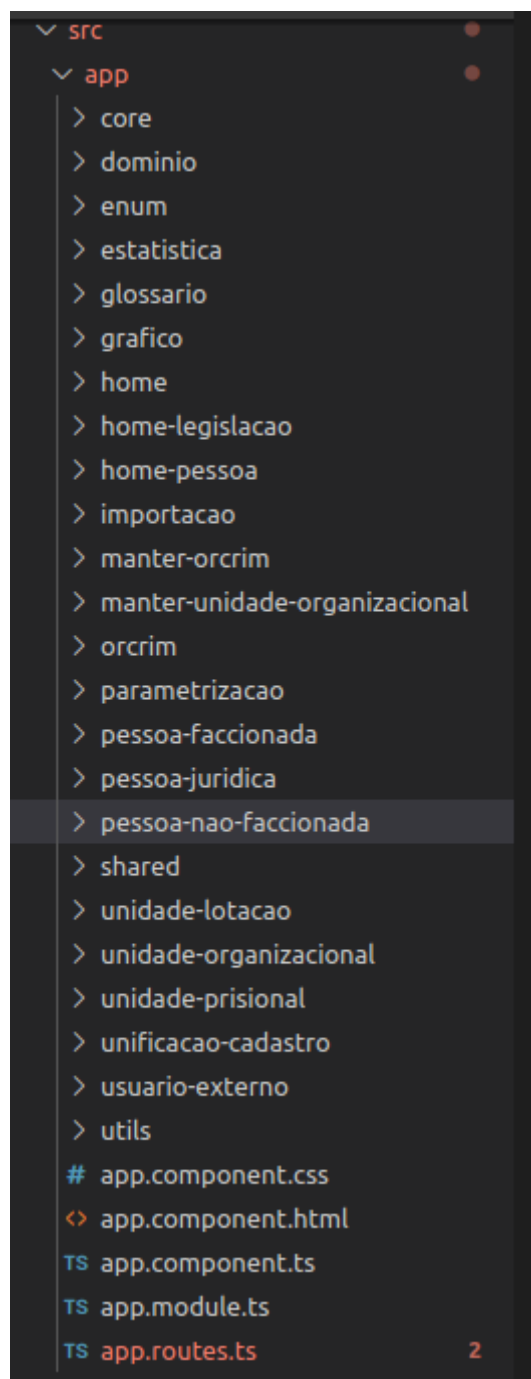 src
app
core
dominio
enum
estatistica
glossario
grafico
home
home-legislacao
home-pessoa
importacao
manter-orcrim
manter-unidade-organizacional
orcrim
parametrizacao
pessoa-faccionada
pessoa-juridica
pessoa-nao-faccionada
shared
unidade-lotacao
unidade-organizacional
unidade-prisional
unificacao-cadastro
usuario-externo
utils
# app.component.css
<> app.component.html
TS app.component.ts
TS app.module.ts
TS app.routes.ts 2